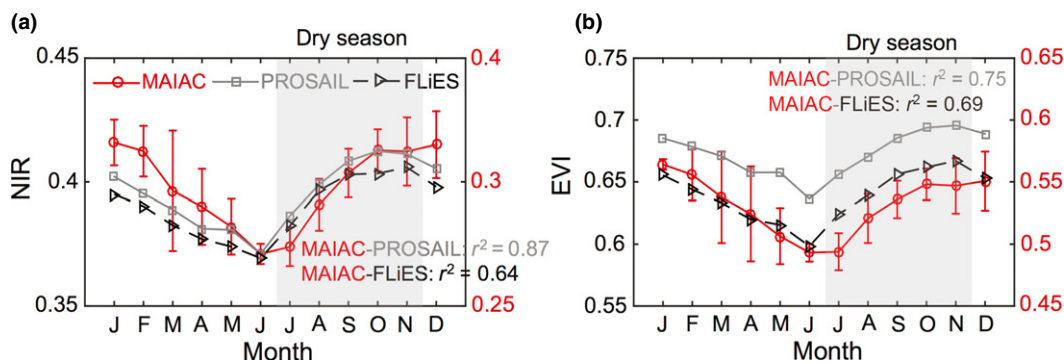 (a)
Dry season
0.45
0.4
MAIAC PROSAIL FLiES
NIR
0.4
0.3
MAIAC-PROSAIL: r² = 0.87
MAIAC-FLiES: r² = 0.64
0.35
0.25
J F M A M J J A S O N D
Month
(b)
Dry season
0.75
0.65
MAIAC-PROSAIL: r² = 0.75
MAIAC-FLiES: r² = 0.69
0.7
0.6
EVI
0.65
0.55
0.6
0.5
0.55
0.45
J F M A M J J A S O N D
Month